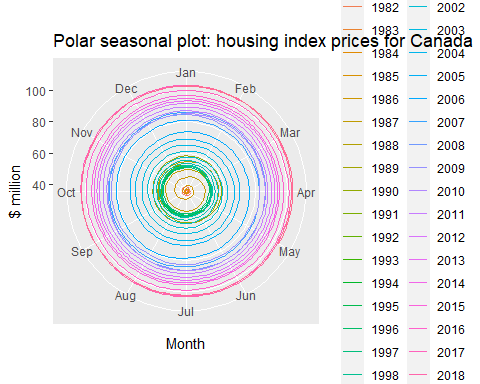 Polar seasonal plot: housing index prices for Canada
$ million
100
80
60
40
Jan
Feb
Mar
Apr
May
Jun
Jul
Aug
Sep
Oct
Nov
Dec
Month
1982 2002
1983 2003
1984 2004
1985 2005
1986 2006
1987 2007
1988 2008
1989 2009
1990 2010
1991 2011
1992 2012
1993 2013
1994 2014
1995 2015
1996 2016
1997 2017
1998 2018